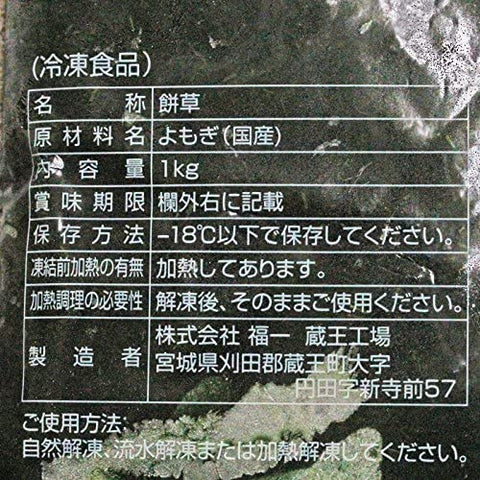 (冷凍食品)
名称 餅草
原材料名 よもぎ(国産)
内容量 1kg
賞味期限 欄外右に記載
保存方法 −18℃以下で保存してください。
凍結前加熱の有無 加熱してあります。
加熱調理の必要性 解凍後、そのままご使用ください。
製造者 株式会社 福一 蔵王工場
宮城県刈田郡蔵王町大字
円田字新寺前57
ご使用方法:
自然解凍、流水解凍または加熱解凍してください。